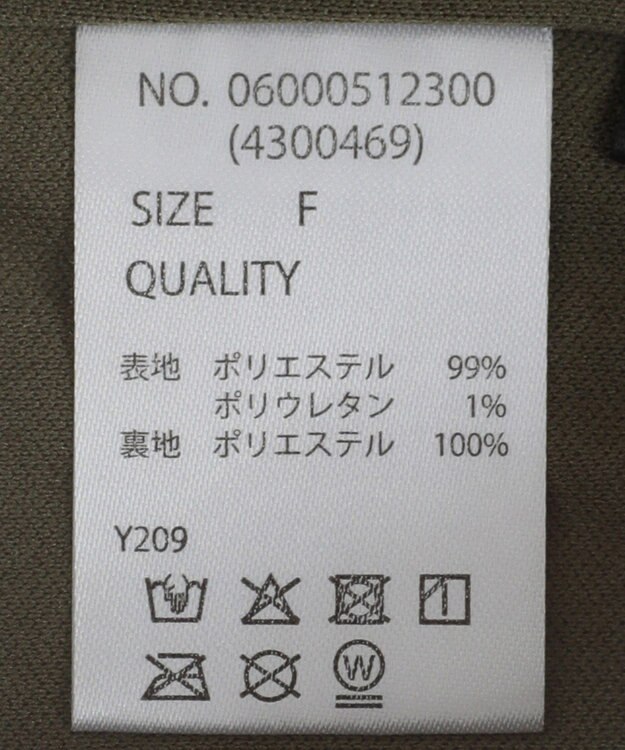 NO. 06000512300
(4300469)
SIZE F
QUALITY
表地 ポリエステル 99%
ポリウレタン 1%
裏地 ポリエステル 100%
Y209
W